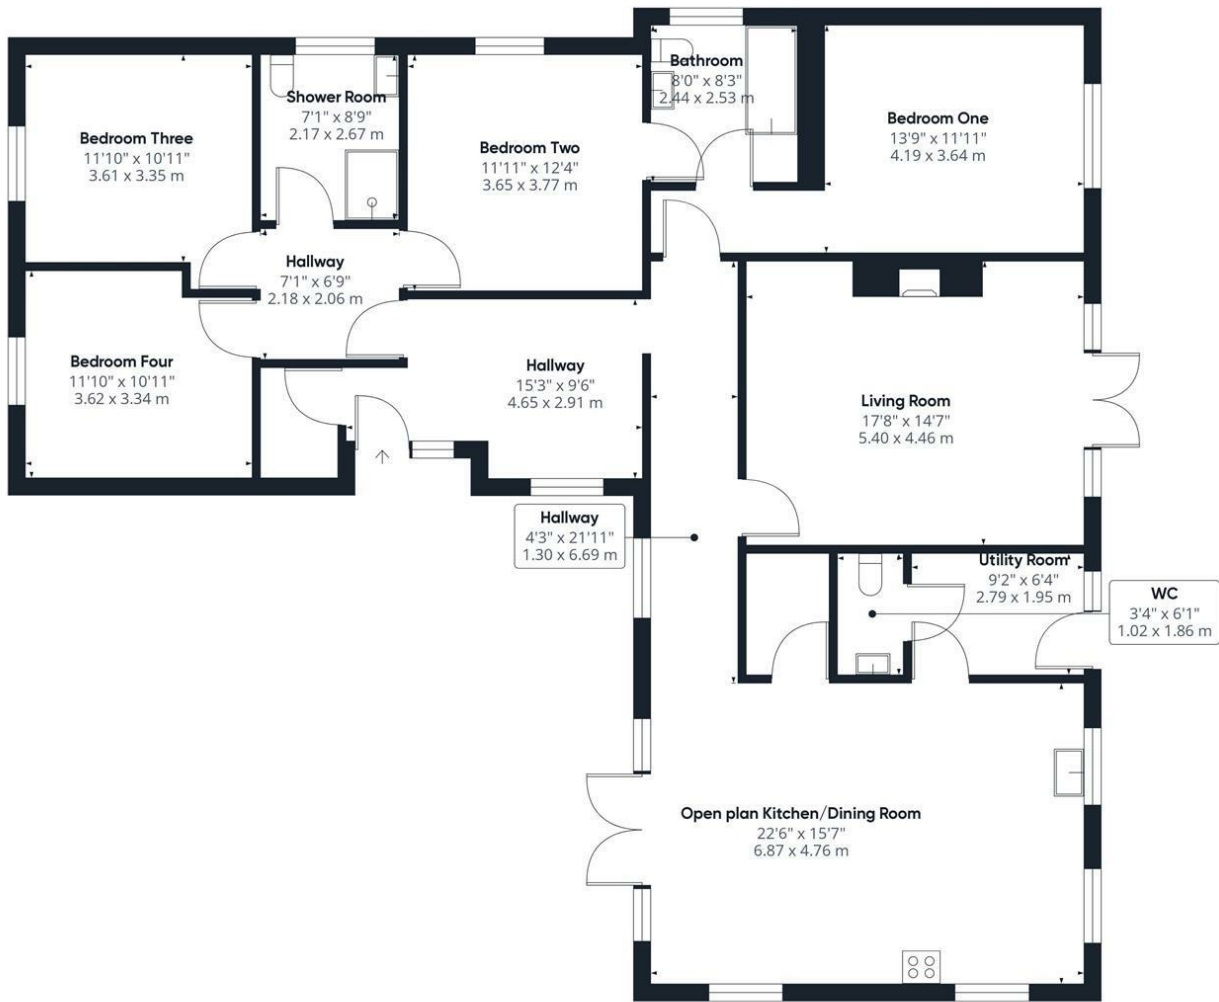 Bathroom
8'0" x 8'3"
2.44 x 2.53 m
Shower Room
7'1" x 8'9"
2.17 x 2.67 m
Bedroom One
13'9" x 11'11"
4.19 x 3.64 m
Bedroom Three
11'10" x 10'11"
3.61 x 3.35 m
Bedroom Two
11'11" x 12'4"
3.65 x 3.77 m
Hallway
7'1" x 6'9"
2.18 x 2.06 m
Bedroom Four
11'10" x 10'11"
3.62 x 3.34 m
Hallway
15'3" x 9'6"
4.65 x 2.91 m
Living Room
17'8" x 14'7"
5.40 x 4.46 m
Hallway
4'3" x 21'11"
1.30 x 6.69 m
Utility Room
9'2" x 6'4"
2.79 x 1.95 m
WC
3'4" x 6'1"
1.02 x 1.86 m
Open plan Kitchen/Dining Room
22'6" x 15'7"
6.87 x 4.76 m